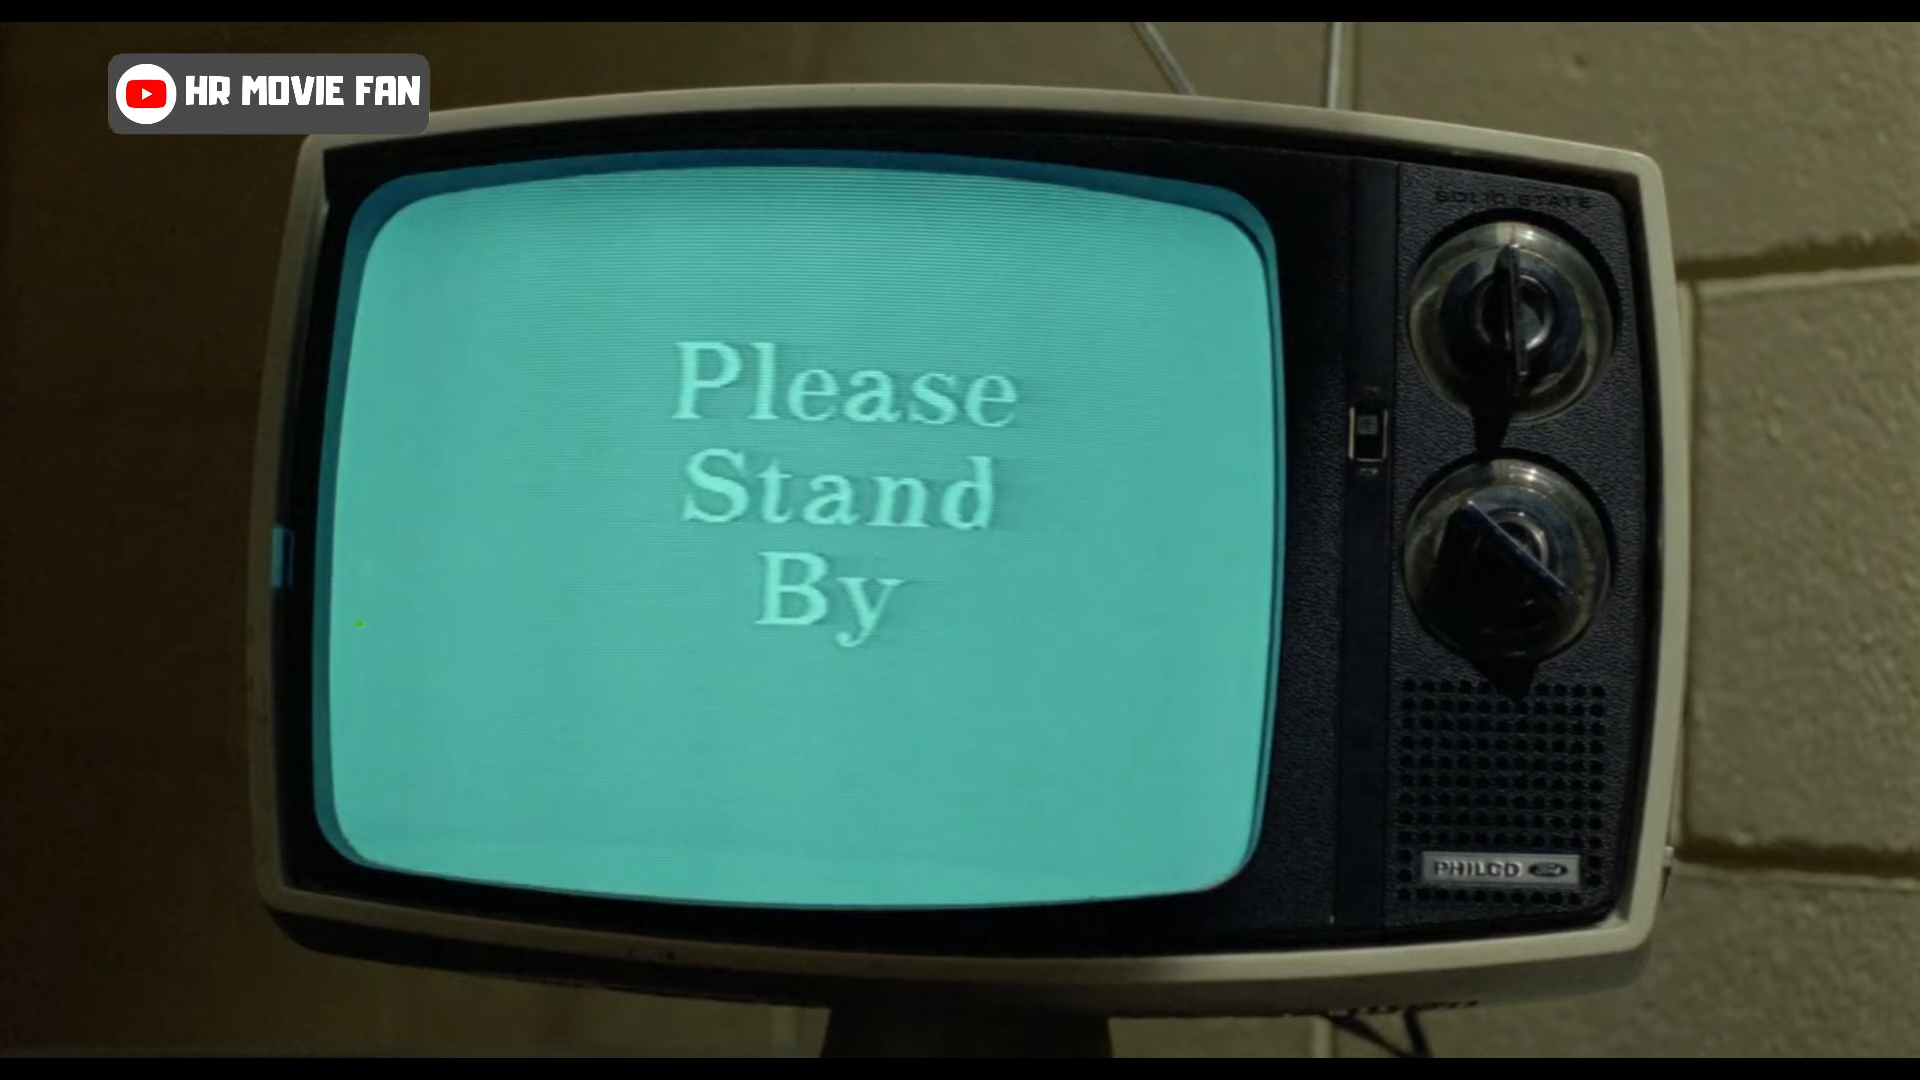 HR MOVIE FAN
SOLID STATE
Please
Stand
By
PHILCO